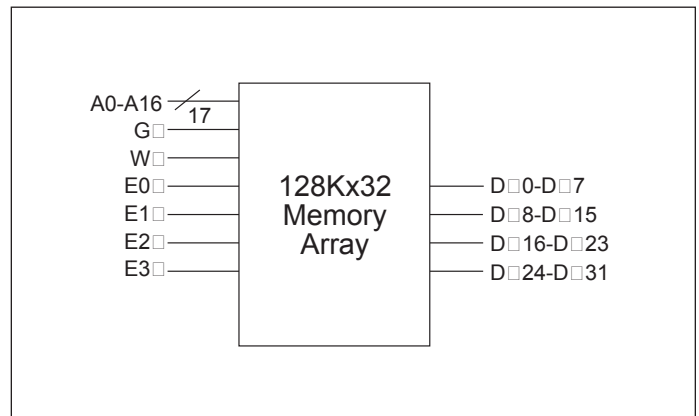 A0-A16
17
G□
W□
E0□
E1□
E2□
E3□
128Kx32
Memory
Array
D□0-D□7
D□8-D□15
D□16-D□23
D□24-D□31